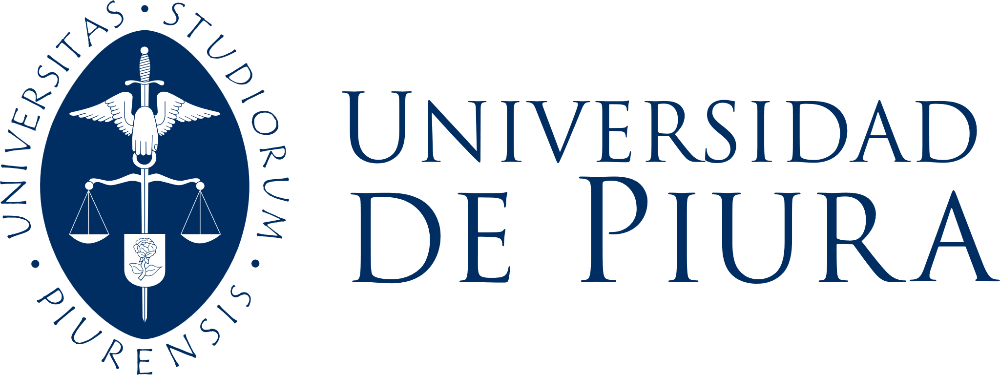 UNIVERSITAS • STUDIORUM • PIURENSIS •
UNIVERSIDAD
DE PIURA